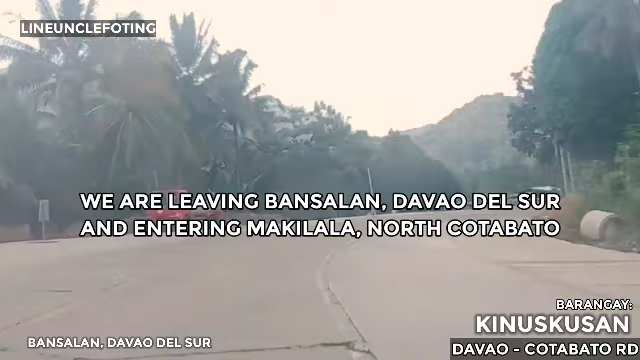 LINEUNCLEFOTING
WE ARE LEAVING BANSALAN, DAVAO DEL SUR
AND ENTERING MAKILALA, NORTH COTABATO
BARANGAY:
KINUSKUSAN
BANSALAN, DAVAO DEL SUR
DAVAO - COTABATO RD